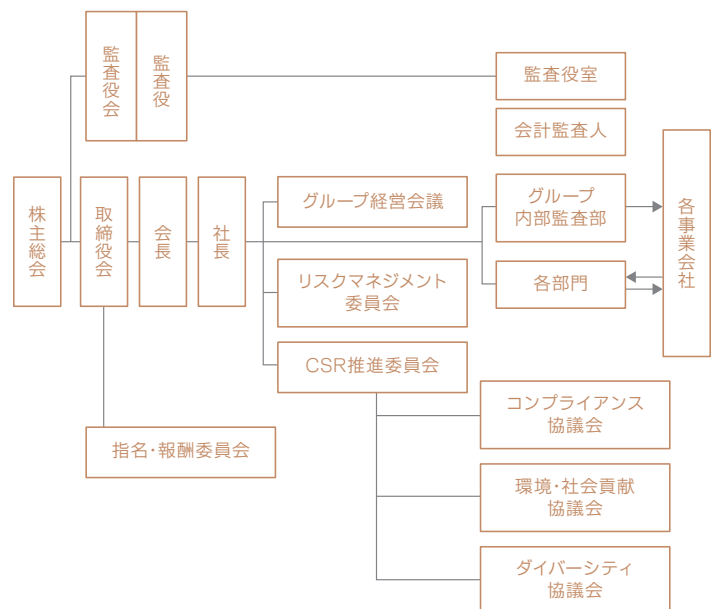 監査役会
監査役
監査役室
会計監査人
株主総会
取締役会
会長
社長
グループ経営会議
グループ
内部監査部
各事業会社
リスクマネジメント
委員会
各部門
CSR推進委員会
コンプライアンス
協議会
指名・報酬委員会
環境・社会貢献
協議会
ダイバーシティ
協議会